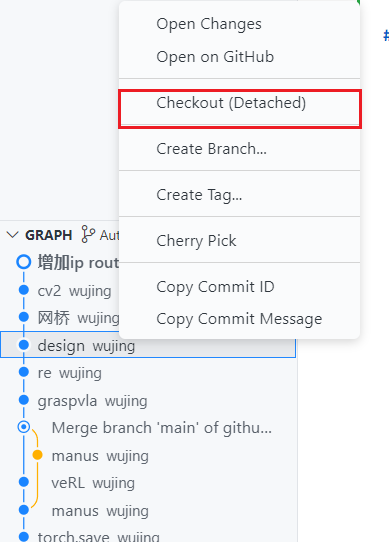 Open Changes
Open on GitHub
Checkout (Detached)
Create Branch...
Create Tag...
Cherry Pick
Copy Commit ID
Copy Commit Message
GRAPH
增加ip rout
cv2 wujing
网桥 wujing
design wujing
re wujing
graspvla wujing
Merge branch 'main' of githu...
manus wujing
veRL wujing
manus wujing
torch.save wujing